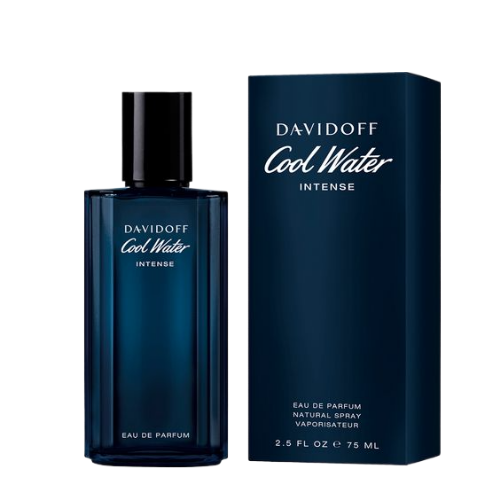 DAVIDOFF
Cool Water
INTENSE
EAU DE PARFUM
DAVIDOFF
Cool Water
INTENSE
EAU DE PARFUM
NATURAL SPRAY
VAPORISATEUR
2.5 FL OZ ℮ 75 ML